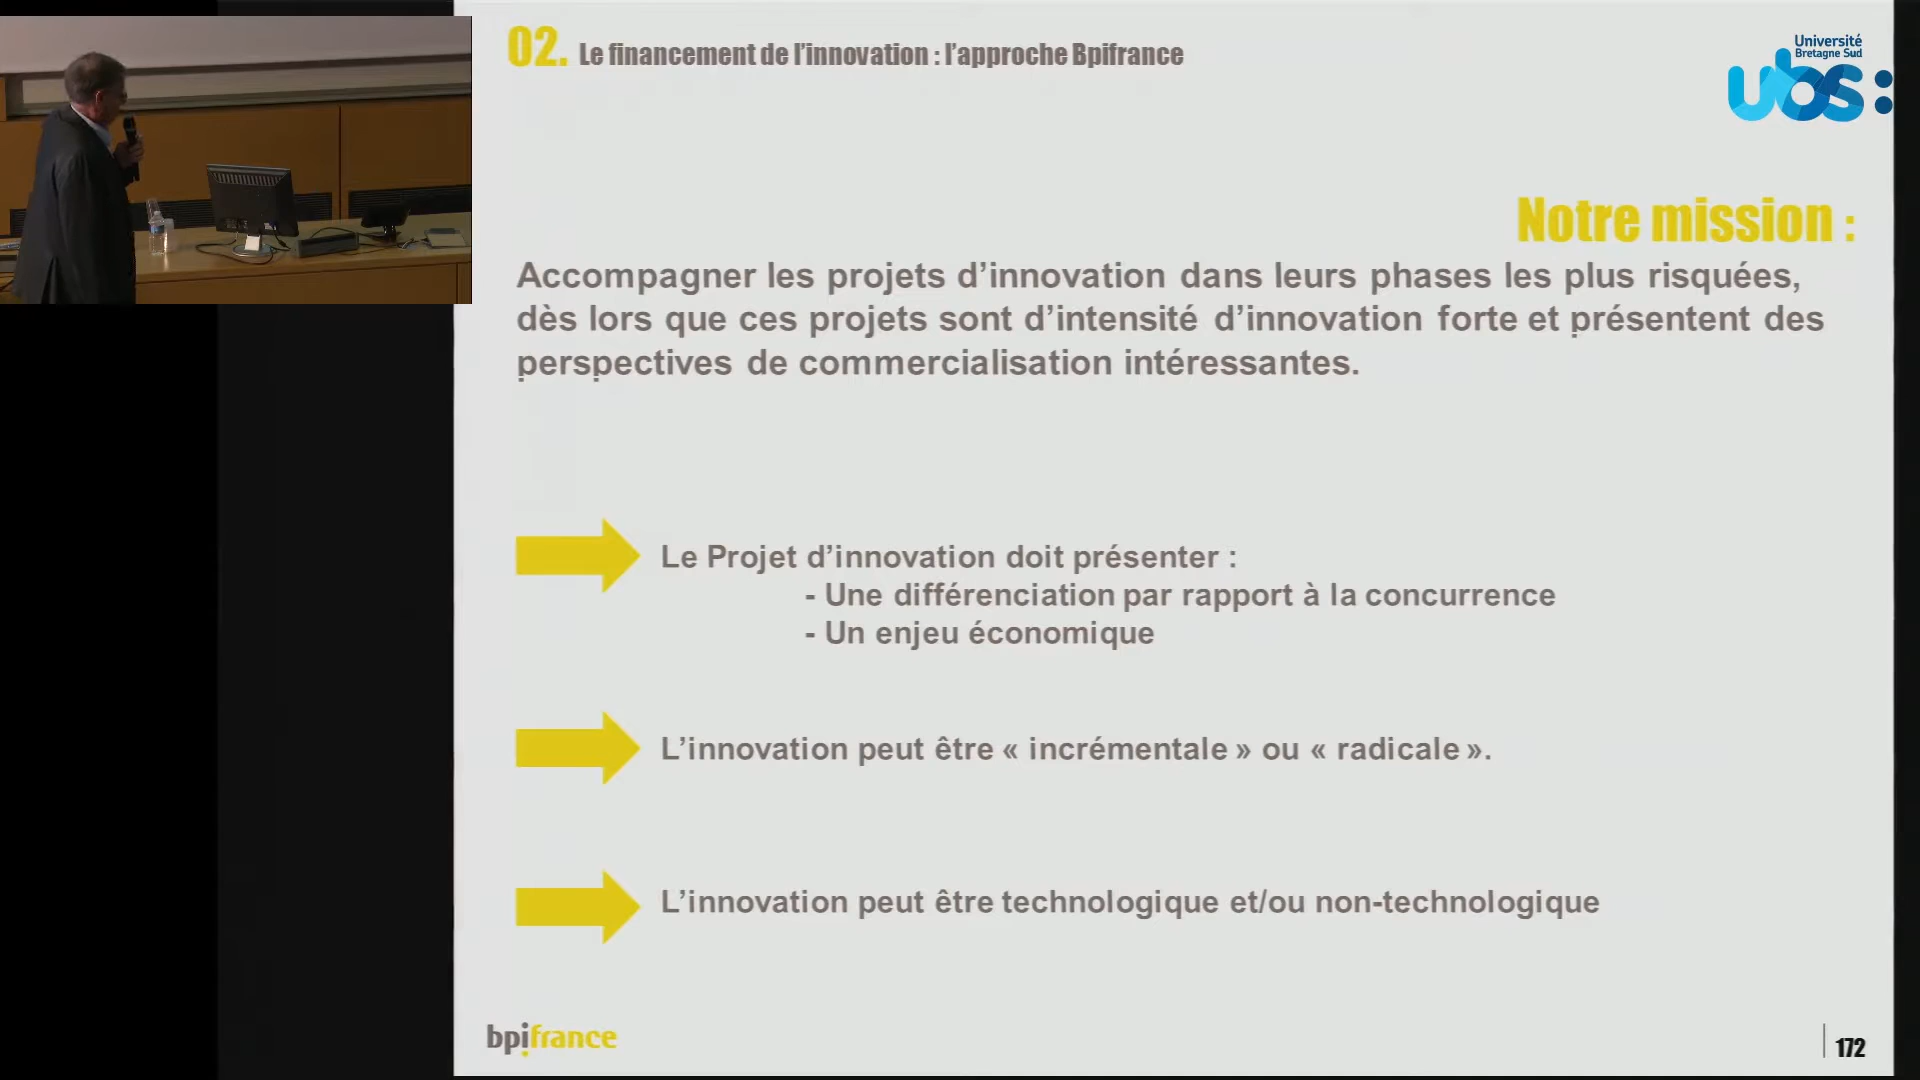 02. Le financement de l'innovation : l'approche Bpifrance
Université
Bretagne Sud
ubs:
Notre mission :
Accompagner les projets d'innovation dans leurs phases les plus risquées,
dès lors que ces projets sont d'intensité d'innovation forte et présentent des
perspectives de commercialisation intéressantes.
Le Projet d'innovation doit présenter :
- Une différenciation par rapport à la concurrence
- Un enjeu économique
L'innovation peut être « incrémentale » ou « radicale ».
L'innovation peut être technologique et/ou non-technologique
bpifrance
172